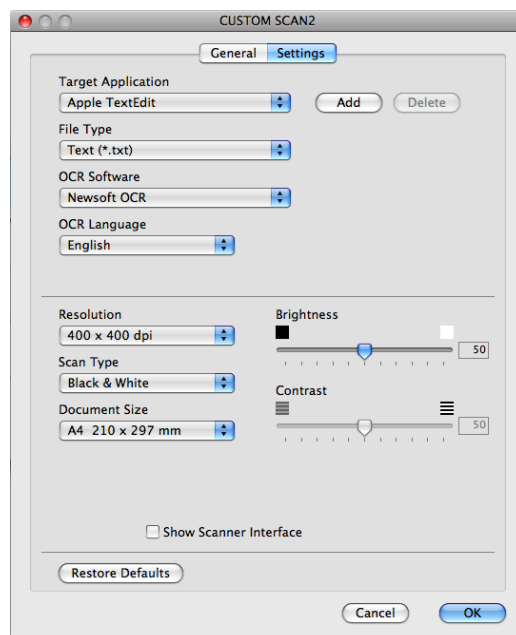 CUSTOM SCAN2
General Settings
Target Application
Apple TextEdit Add Delete
File Type
Text (*.txt)
OCR Software
Newsoft OCR
OCR Language
English
Resolution Brightness
400 x 400 dpi 50
Scan Type
Black & White Contrast
Document Size
A4 210 x 297 mm 50
Show Scanner Interface
Restore Defaults
Cancel OK